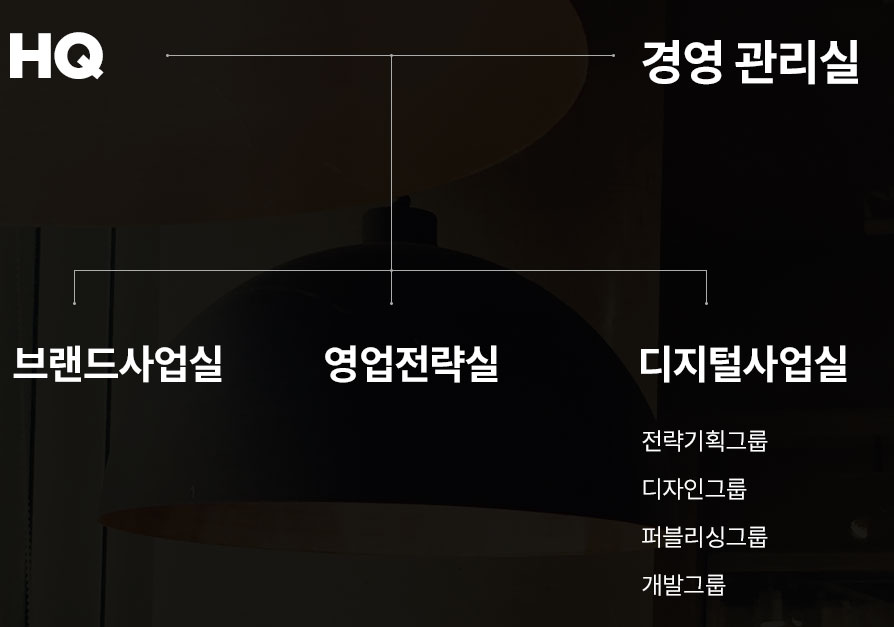 HQ
경영 관리실
브랜드사업실
영업전략실
디지털사업실
전략기획그룹
디자인그룹
퍼블리싱그룹
개발그룹